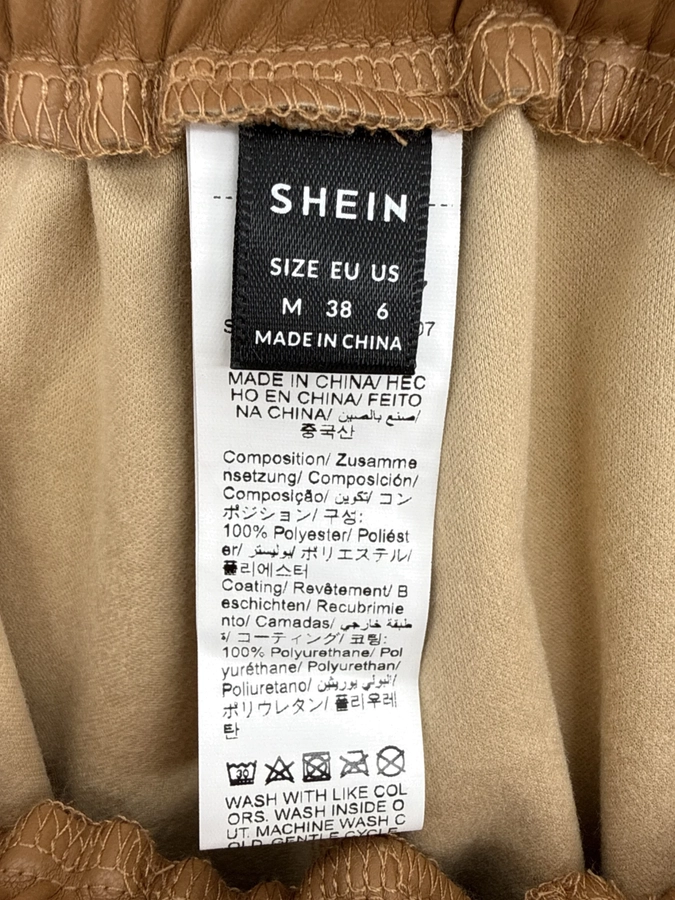 SHEIN
SIZE EU US
M 38 6
MADE IN CHINA
07
MADE IN CHINA/ HEC
HO EN CHINA/ FEITO
NA CHINA/ صنع بالصين/
중국산
Composition/ Zusamme
nsetzung/ Composición/
Composição/ تكوين/ コン
ポジション/ 구성:
100% Polyester/ Poliést
er/ بوليستر/ ポリエステル/
폴리에스터
Coating/ Revêtement/ B
eschichten/ Recubrimie
nto/ Camadas/ طبقة خارجي
ة/ コーティング/ 코팅:
100% Polyurethane/ Pol
yuréthane/ Polyurethan/
Poliuretano/ البولي يوريثين/
ポリウレタン/ 폴리우레
탄
30
WASH WITH LIKE COL
ORS. WASH INSIDE O
UT. MACHINE WASH C
OLD. GENTLE CYCLE